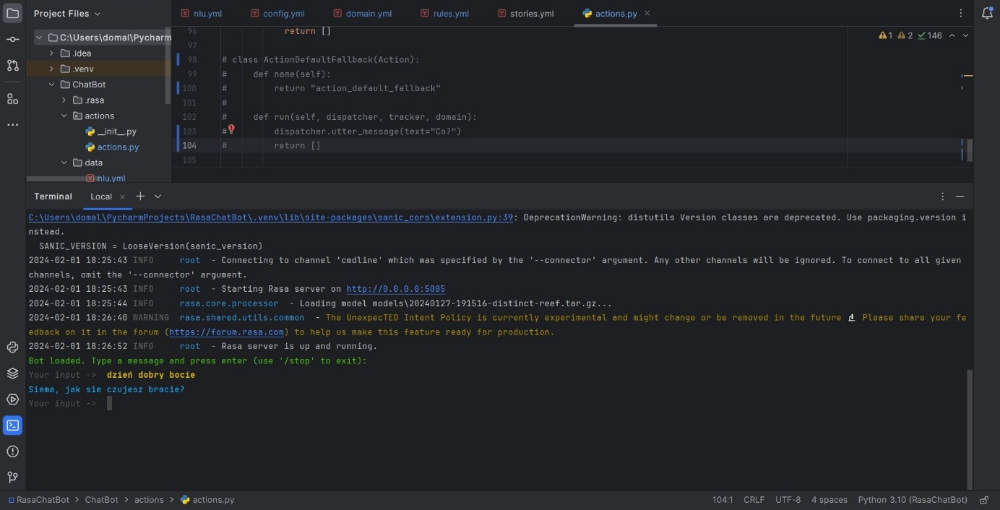 Project Files
nlu.yml config.yml domain.yml rules.yml stories.yml actions.py
C:\Users\domal\Pycharm
.idea
.venv
ChatBot
.rasa
actions
__init__.py
actions.py
data
nlu.yml
96 return []
97
98 # class ActionDefaultFallback(Action):
99 # def name(self):
100 # return "action_default_fallback"
101 #
102 # def run(self, dispatcher, tracker, domain):
103 # dispatcher.utter_message(text="Co?")
104 # return []
105
1 2 146
Terminal Local
C:\Users\domal\PycharmProjects\RasaChatBot\.venv\lib\site-packages\sanic_cors\extension.py:39: DeprecationWarning: distutils Version classes are deprecated. Use packaging.version i
nstead.
SANIC_VERSION = LooseVersion(sanic_version)
2024-02-01 18:25:43 INFO root - Connecting to channel 'cmdline' which was specified by the '--connector' argument. Any other channels will be ignored. To connect to all given
channels, omit the '--connector' argument.
2024-02-01 18:25:43 INFO root - Starting Rasa server on http://0.0.0.0:5005
2024-02-01 18:25:44 INFO rasa.core.processor - Loading model models\20240127-191516-distinct-reef.tar.gz...
2024-02-01 18:26:40 WARNING rasa.shared.utils.common - The UnexpecTED Intent Policy is currently experimental and might change or be removed in the future 🔬 Please share your fe
edback on it in the forum (https://forum.rasa.com) to help us make this feature ready for production.
2024-02-01 18:26:52 INFO root - Rasa server is up and running.
Bot loaded. Type a message and press enter (use '/stop' to exit):
Your input -> dzień dobry bocie
Siema, jak sie czujesz bracie?
Your input ->
RasaChatBot > ChatBot > actions > actions.py
104:1 CRLF UTF-8 4 spaces Python 3.10 (RasaChatBot)